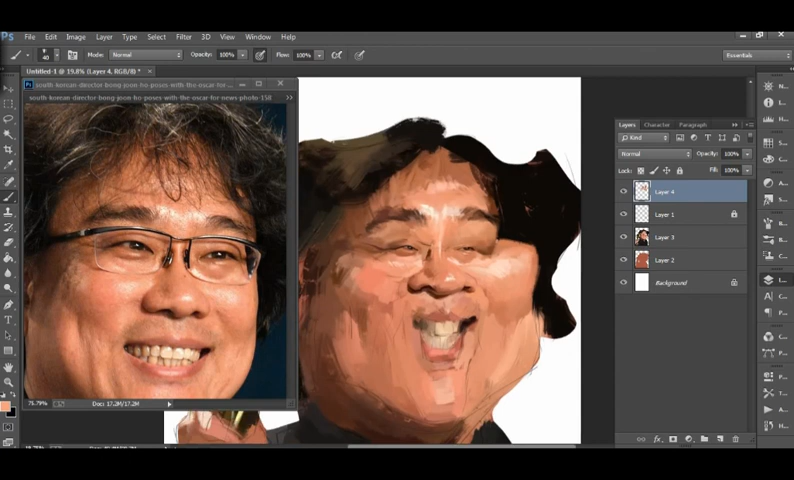 Ps File Edit Image Layer Type Select Filter 3D View Window Help
40 Mode: Normal Opacity: 100% Flow: 100% Essentials
Untitled-1 @ 19.8% (Layer 4, RGB/8) *
south-korean-director-bong-joon-ho-poses-with-the-oscar-for ...
south-korean-director-bong-joon-ho-poses-with-the-oscar-for-news-photo-158
Layers Character Paragraph
Kind
Normal Opacity: 100%
Lock: Fill: 100%
Layer 4
Layer 1
Layer 3
Layer 2
Background
75.79% Doc: 17.2M/17.2M
fx